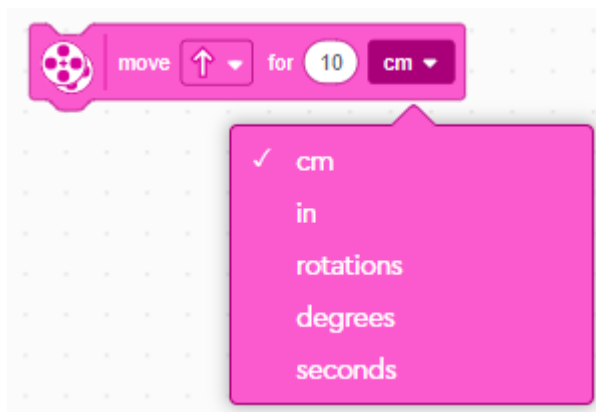 move ↑ for 10 cm
cm
in
rotations
degrees
seconds